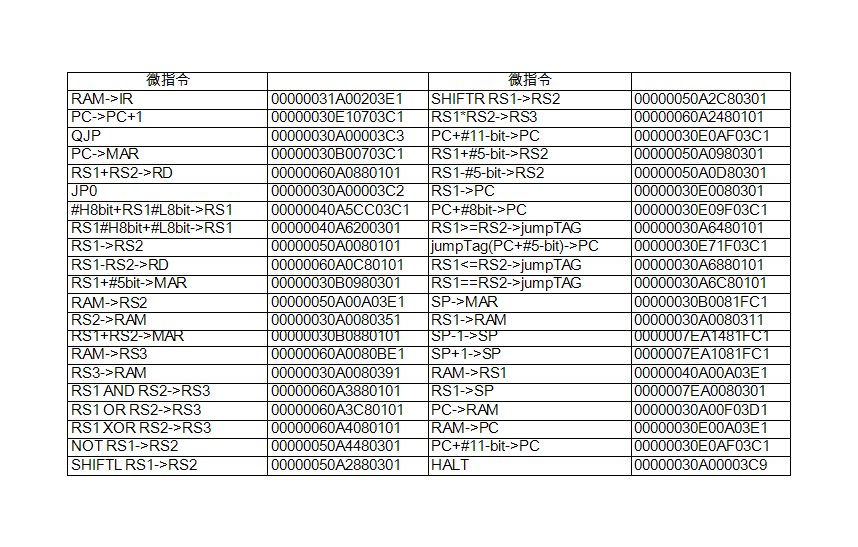 微指令 微指令
RAM->IR 00000031A00203E1 SHIFTR RS1->RS2 00000050A2C80301
PC->PC+1 00000030E10703C1 RS1*RS2->RS3 00000060A2480101
QJP 00000030A00003C3 PC+#11-bit->PC 00000030E0AF03C1
PC->MAR 00000030B00703C1 RS1+#5-bit->RS2 00000050A0980301
RS1+RS2->RD 00000060A0880101 RS1-#5-bit->RS2 00000050A0D80301
JP0 00000030A00003C2 RS1->PC 00000030E0080301
#H8bit+RS1#L8bit->RS1 00000040A5CC03C1 PC+#8bit->PC 00000030E09F03C1
RS1#H8bit+#L8bit->RS1 00000040A6200301 RS1>=RS2->jumpTAG 00000030A6480101
RS1->RS2 00000050A0080101 jumpTag(PC+#5-bit)->PC 00000030E71F03C1
RS1-RS2->RD 00000060A0C80101 RS1<=RS2->jumpTAG 00000030A6880101
RS1+#5bit->MAR 00000030B0980301 RS1==RS2->jumpTAG 00000030A6C80101
RAM->RS2 00000050A00A03E1 SP->MAR 00000030B0081FC1
RS2->RAM 00000030A0080351 RS1->RAM 00000030A0080311
RS1+RS2->MAR 00000030B0880101 SP-1->SP 0000007EA1481FC1
RAM->RS3 00000060A0080BE1 SP+1->SP 0000007EA1081FC1
RS3->RAM 00000030A0080391 RAM->RS1 00000040A00A03E1
RS1 AND RS2->RS3 00000060A3880101 RS1->SP 0000007EA0080301
RS1 OR RS2->RS3 00000060A3C80101 PC->RAM 00000030A00F03D1
RS1 XOR RS2->RS3 00000060A4080101 RAM->PC 00000030E00A03E1
NOT RS1->RS2 00000050A4480301 PC+#11-bit->PC 00000030E0AF03C1
SHIFTL RS1->RS2 00000050A2880301 HALT 00000030A00003C9